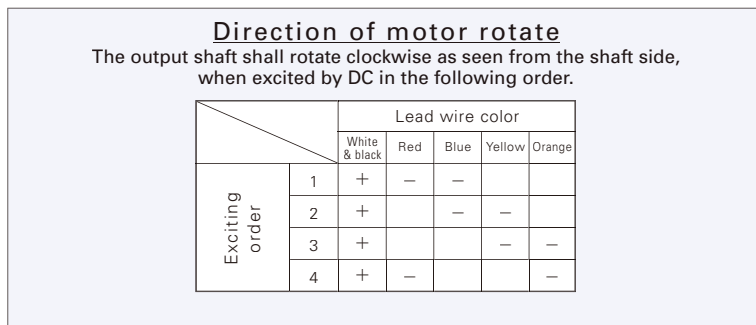 Direction of motor rotate
The output shaft shall rotate clockwise as seen from the shaft side,
when excited by DC in the following order.
Lead wire color
White & black Red Blue Yellow Orange
Exciting order
1 + − −
2 + − −
3 + − −
4 + − −